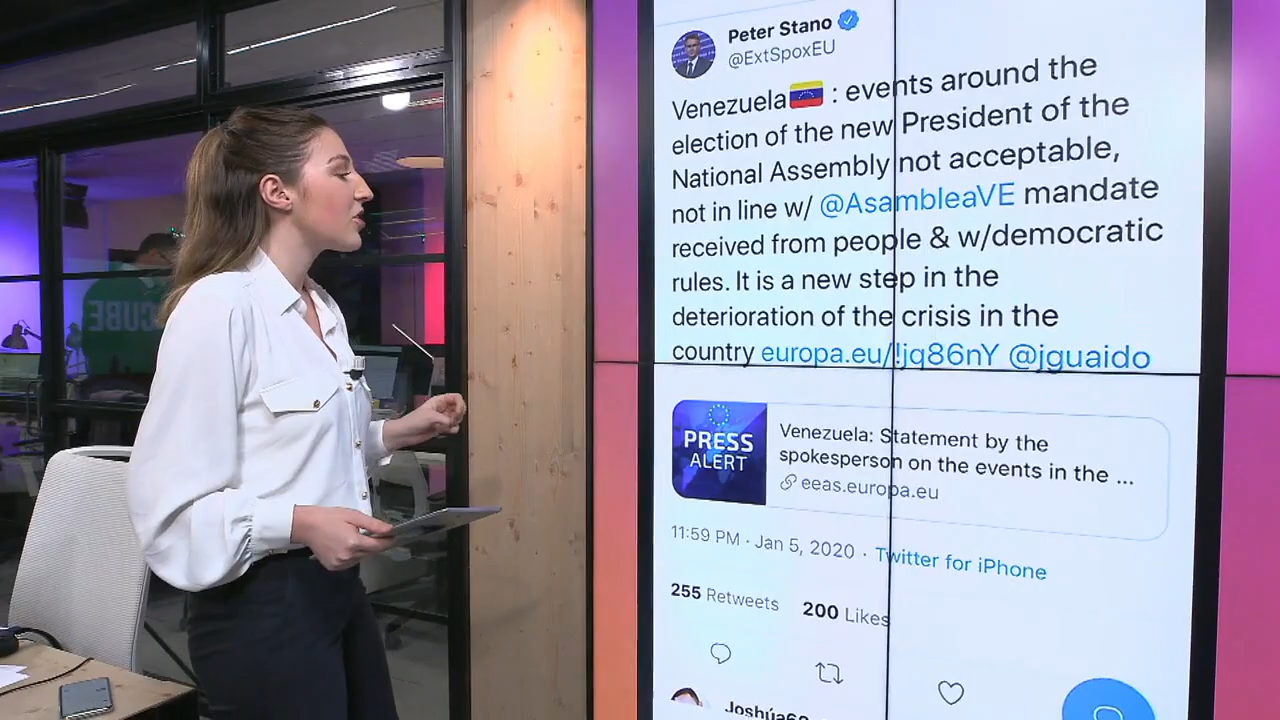 Peter Stano
@ExtSpoxEU
Venezuela🇻🇪 : events around the
election of the new President of the
National Assembly not acceptable,
not in line w/ @AsambleaVE mandate
received from people & w/democratic
rules. It is a new step in the
deterioration of the crisis in the
country europa.eu/!jq86nY @jguaido
PRESS
ALERT
Venezuela: Statement by the
spokesperson on the events in the ...
eeas.europa.eu
11:59 PM · Jan 5, 2020 · Twitter for iPhone
255 Retweets 200 Likes
CUBE